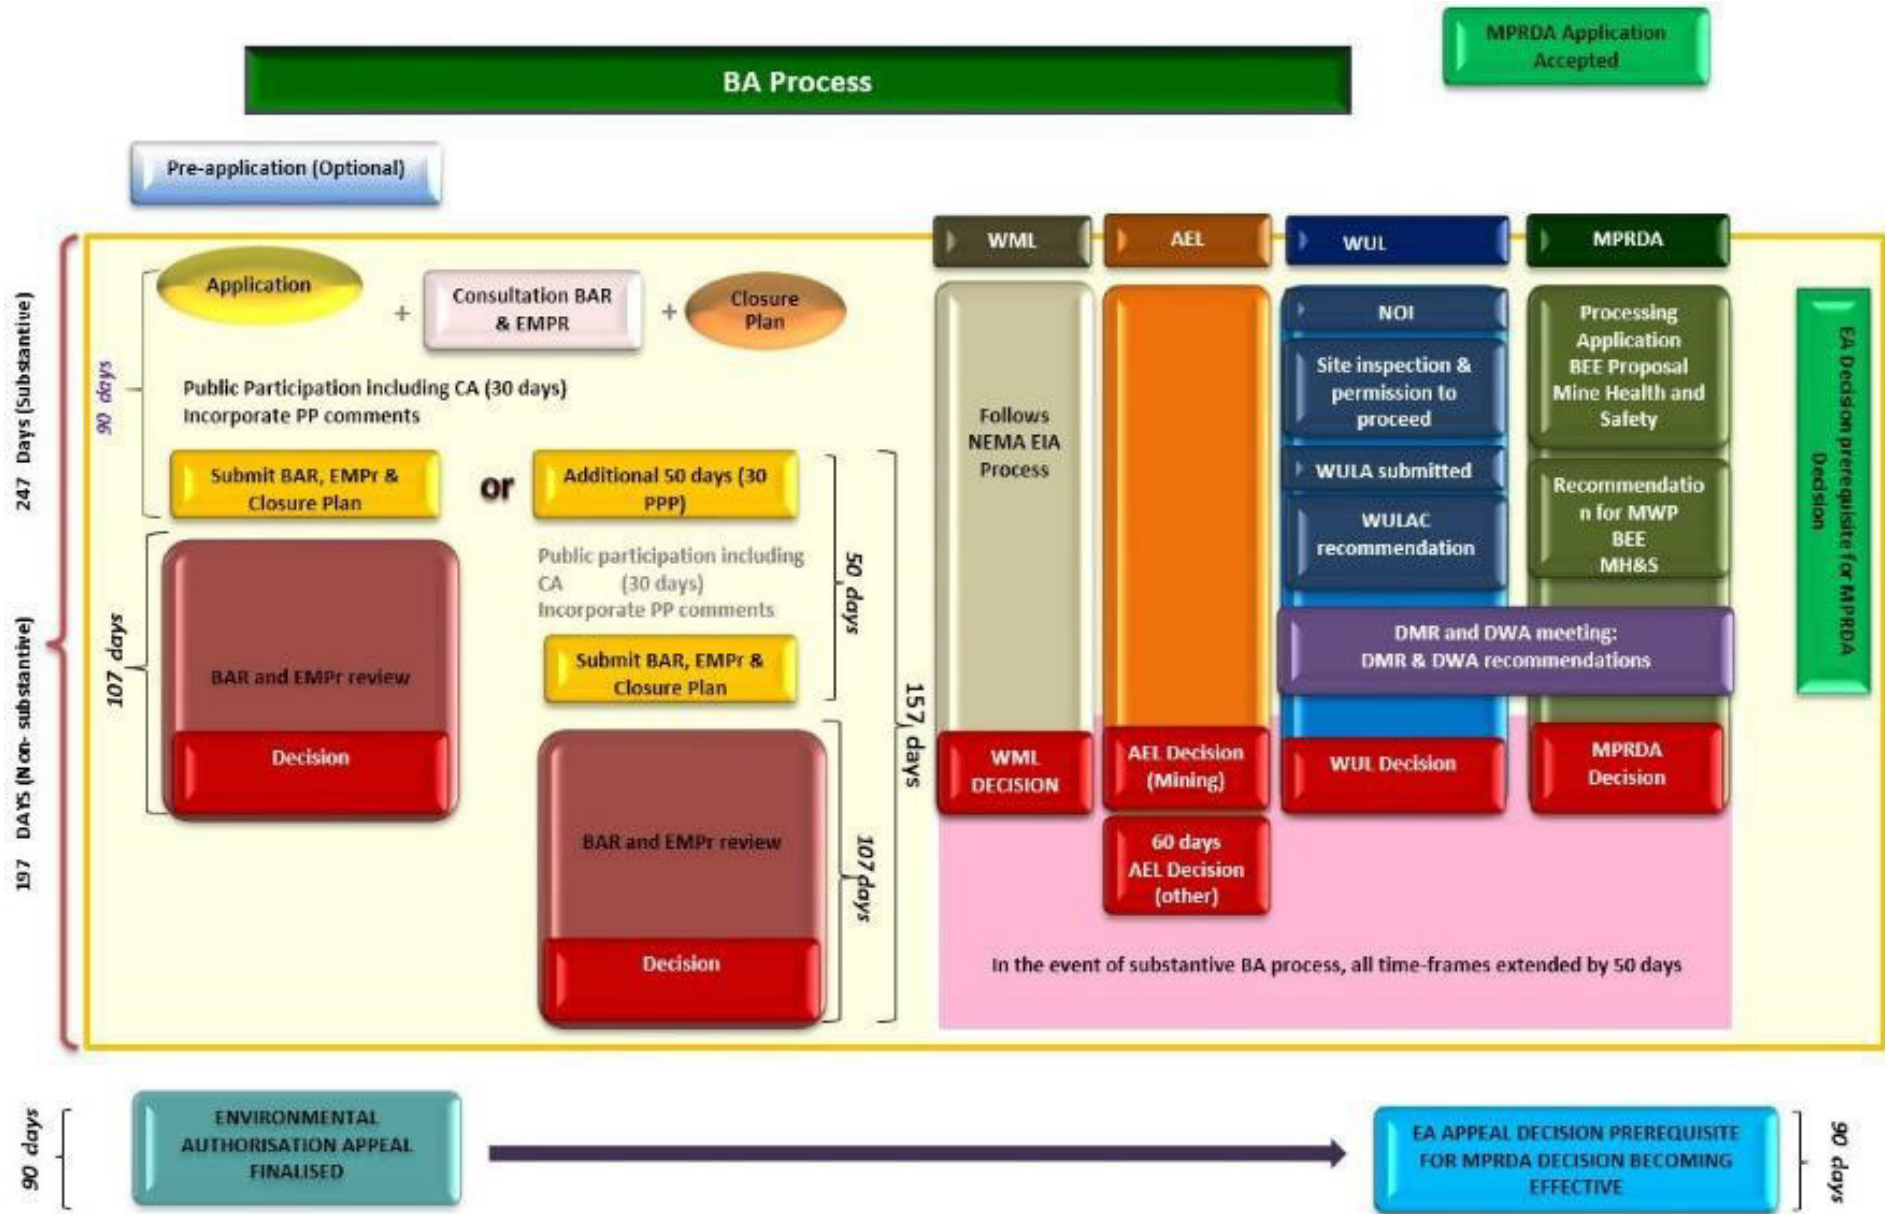 MPRDA Application
Accepted
BA Process
Pre-application (Optional)
247 Days (Substantive)
197 DAYS (Non- substantive)
90 days
Application
+
Consultation BAR
& EMPR
+
Closure
Plan
Public Participation including CA (30 days)
Incorporate PP comments
Submit BAR, EMPr &
Closure Plan
or
Additional 50 days (30
PPP)
107 days
BAR and EMPr review
Decision
Public participation including
CA (30 days)
Incorporate PP comments
Submit BAR, EMPr &
Closure Plan
50 days
BAR and EMPr review
Decision
107 days
157 days
WML
Follows
NEMA EIA
Process
WML
DECISION
AEL
AEL Decision
(Mining)
60 days
AEL Decision
(other)
WUL
NOI
Site inspection &
permission to
proceed
WULA submitted
WULAC
recommendation
MPRDA
Processing
Application
BEE Proposal
Mine Health and
Safety
Recommendatio
n for MWP
BEE
MH&S
DMR and DWA meeting:
DMR & DWA recommendations
WUL Decision
MPRDA
Decision
In the event of substantive BA process, all time-frames extended by 50 days
EA Decision prerequisite for MPRDA
Decision
90 days
ENVIRONMENTAL
AUTHORISATION APPEAL
FINALISED
EA APPEAL DECISION PREREQUISITE
FOR MPRDA DECISION BECOMING
EFFECTIVE
90 days